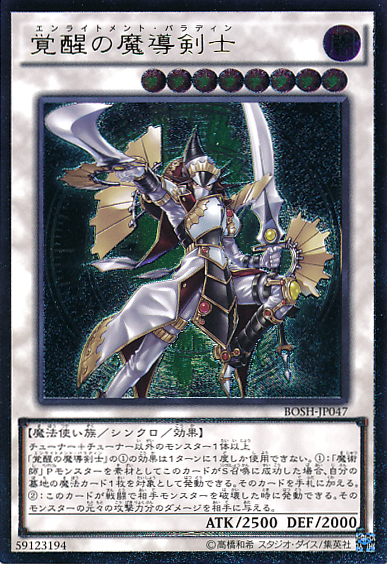 エンライトメント・パラディン
覚醒の魔導剣士
BOSH-JP047
【魔法使い族/シンクロ/効果】
チューナー+チューナー以外のモンスター1体以上
「覚醒の魔導剣士」の①の効果は1ターンに1度しか使用できない。①:「魔術
師」Pモンスターを素材としてこのカードがS召喚に成功した場合、自分の
墓地の魔法カード1枚を対象として発動できる。そのカードを手札に加える。
②:このカードが戦闘で相手モンスターを破壊した時に発動できる。その
モンスターの元々の攻撃力分のダメージを相手に与える。
ATK/2500 DEF/2000
59123194
©高橋和希 スタジオ・ダイス/集英社